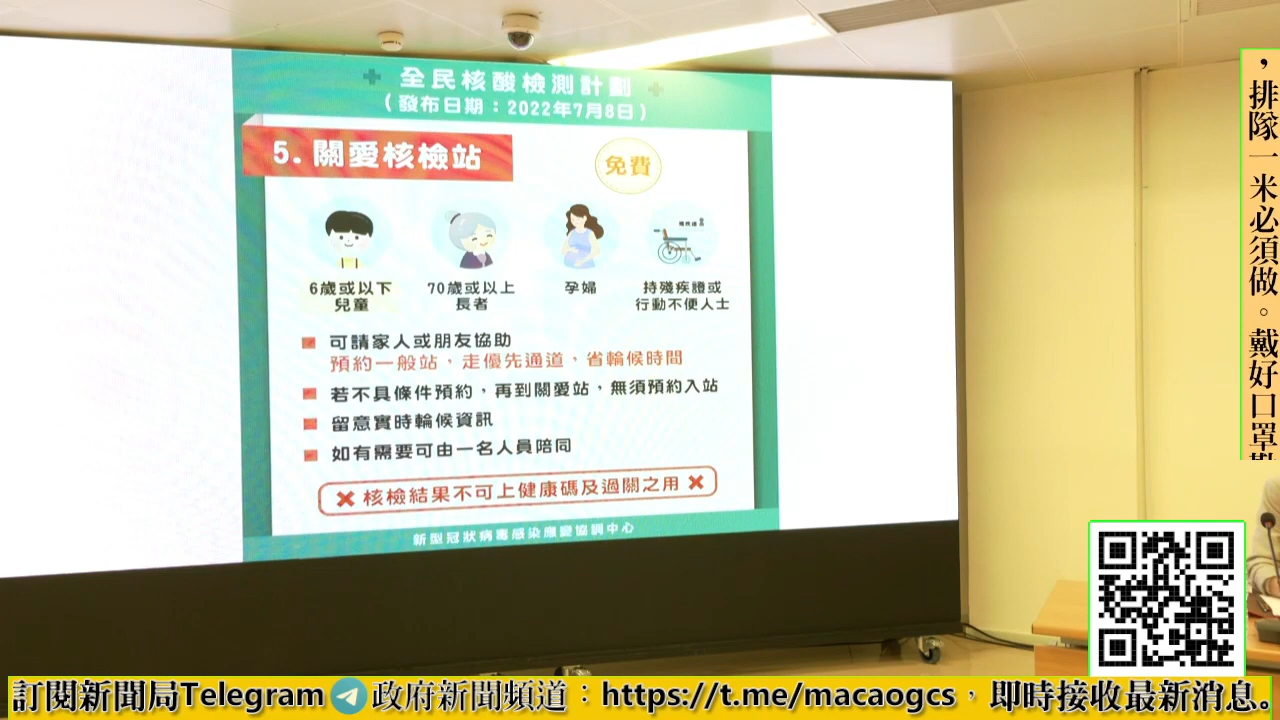 全民核酸檢測計劃
（發布日期：2022年7月8日）
5. 關愛核檢站
免費
6歲或以下
兒童
70歲或以上
長者
孕婦
持殘疾證或
行動不便人士
可請家人或朋友協助
預約一般站，走優先通道，省輪候時間
若不具條件預約，再到關愛站，無須預約入站
留意實時輪候資訊
如有需要可由一名人員陪同
核檢結果不可上健康碼及過關之用
新型冠狀病毒感染應變協調中心
，排隊一米必須做。戴好口罩勤
訂閱新聞局Telegram 政府新聞頻道：https://t.me/macaogcs，即時接收最新消息。